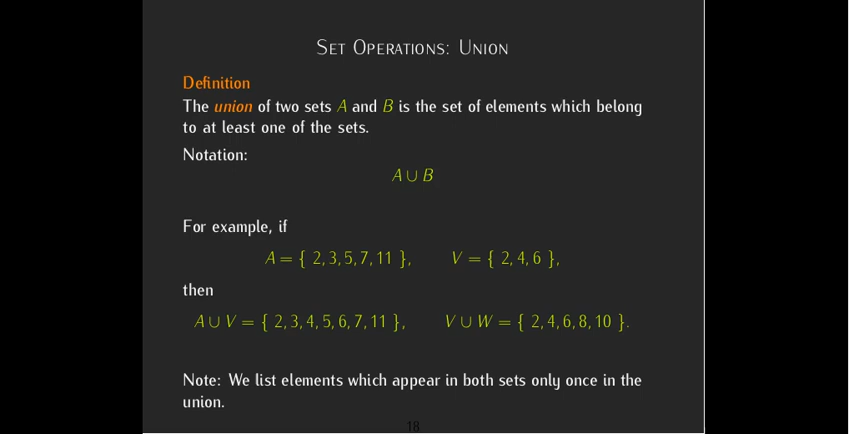 Set Operations: Union
Definition
The union of two sets A and B is the set of elements which belong
to at least one of the sets.
Notation:
A ∪ B
For example, if
A = { 2, 3, 5, 7, 11 }, V = { 2, 4, 6 },
then
A ∪ V = { 2, 3, 4, 5, 6, 7, 11 }, V ∪ W = { 2, 4, 6, 8, 10 }.
Note: We list elements which appear in both sets only once in the
union.
18